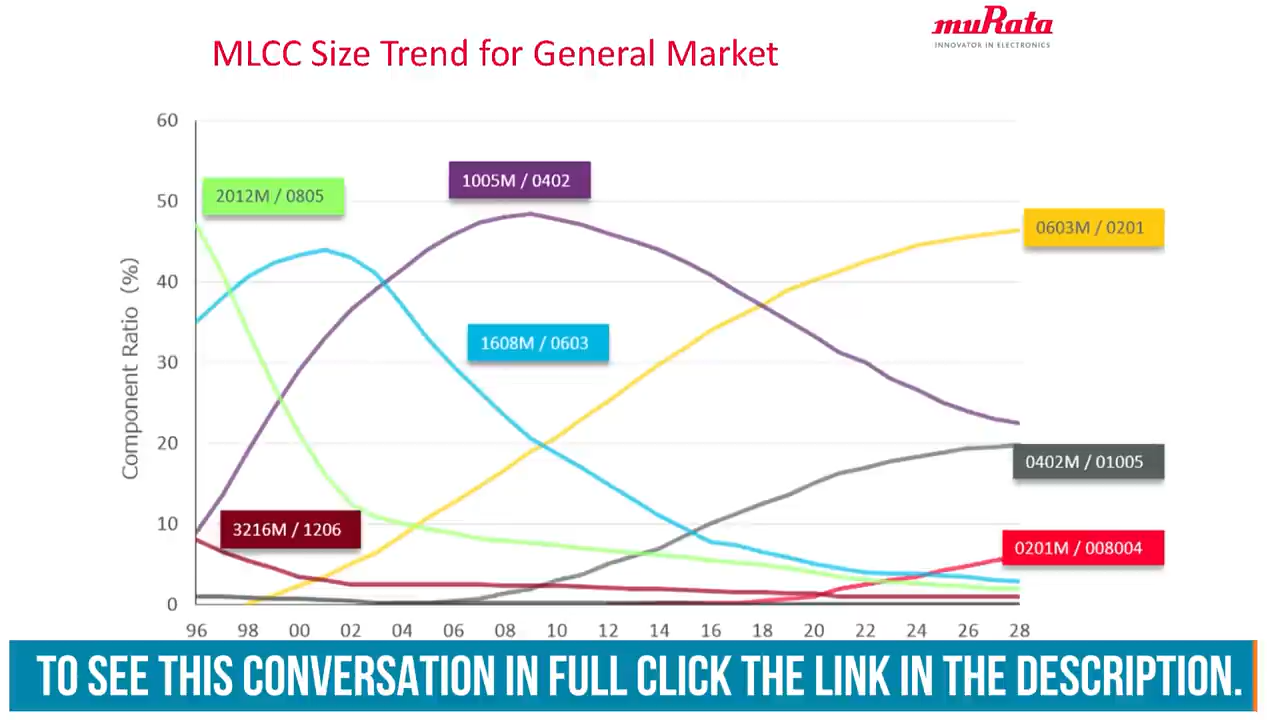 muRata
INNOVATOR IN ELECTRONICS
MLCC Size Trend for General Market
Component Ratio (%)
60
50
40
30
20
10
0
2012M / 0805
1005M / 0402
0603M / 0201
1608M / 0603
0402M / 01005
3216M / 1206
0201M / 008004
96 98 00 02 04 06 08 10 12 14 16 18 20 22 24 26 28
TO SEE THIS CONVERSATION IN FULL CLICK THE LINK IN THE DESCRIPTION.